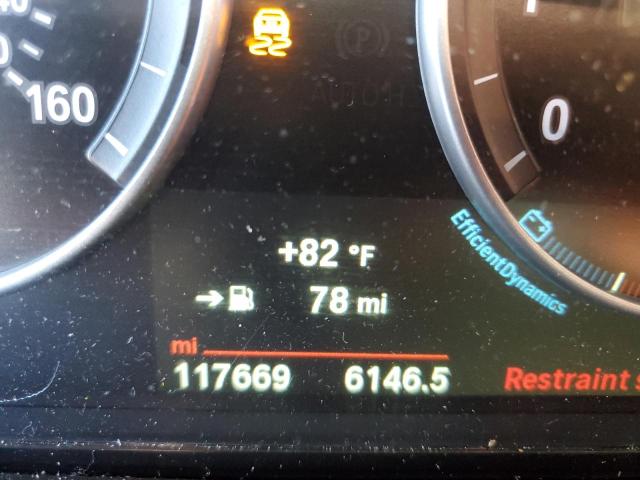 160
0
+82 °F
EfficientDynamics
78 mi
mi
117669 6146.5
Restraint